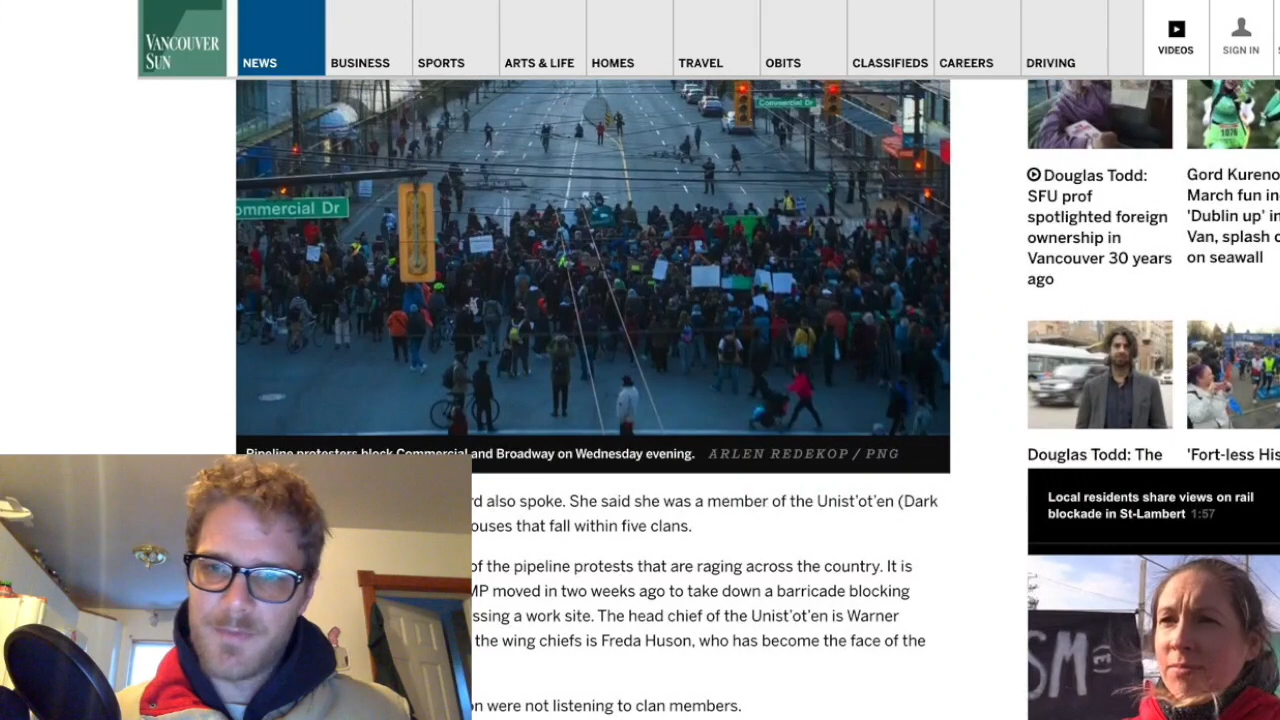 VANCOUVER
SUN
NEWS
BUSINESS
SPORTS
ARTS & LIFE
HOMES
TRAVEL
OBITS
CLASSIFIEDS
CAREERS
DRIVING
VIDEOS
SIGN IN
Commercial Dr
ommercial Dr
Pipeline protesters block Commercial and Broadway on Wednesday evening. ARLEN REDEKOP / PNG
rd also spoke. She said she was a member of the Unist'ot'en (Dark
ouses that fall within five clans.
of the pipeline protests that are raging across the country. It is
MP moved in two weeks ago to take down a barricade blocking
ssing a work site. The head chief of the Unist'ot'en is Warner
the wing chiefs is Freda Huson, who has become the face of the
n were not listening to clan members.
1076
Douglas Todd:
SFU prof
spotlighted foreign
ownership in
Vancouver 30 years
ago
Gord Kureno
March fun in
'Dublin up' in
Van, splash
on seawall
Douglas Todd: The
'Fort-less His
Local residents share views on rail
blockade in St-Lambert 1:57
SM